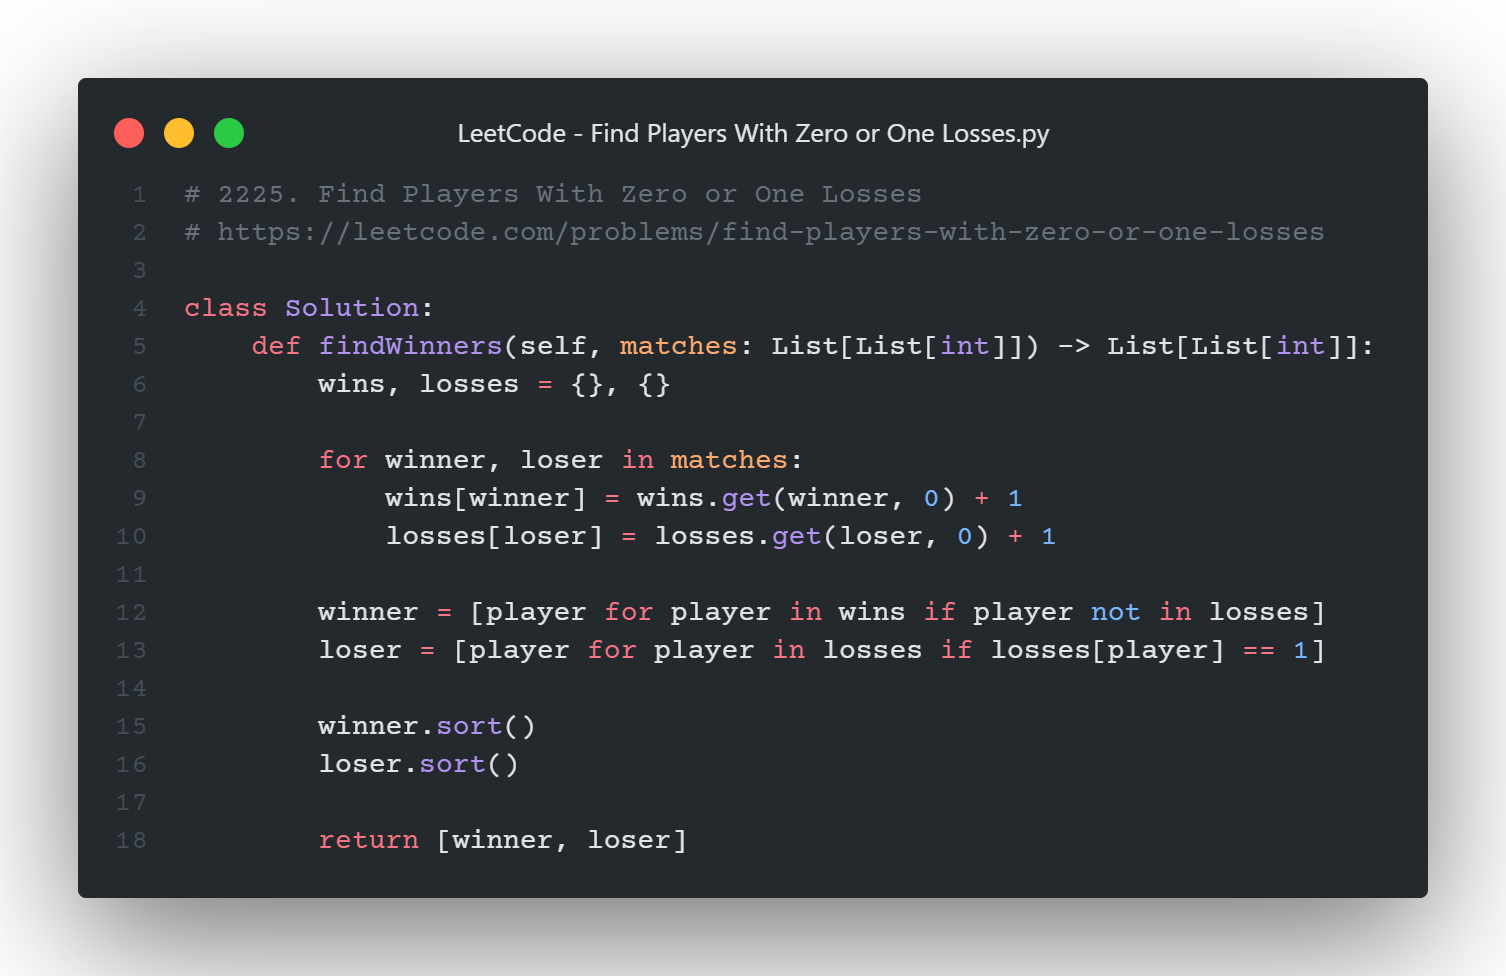 LeetCode - Find Players With Zero or One Losses.py
1 # 2225. Find Players With Zero or One Losses
2 # https://leetcode.com/problems/find-players-with-zero-or-one-losses
3
4 class Solution:
5     def findWinners(self, matches: List[List[int]]) -> List[List[int]]:
6         wins, losses = {}, {}
7
8         for winner, loser in matches:
9             wins[winner] = wins.get(winner, 0) + 1
10             losses[loser] = losses.get(loser, 0) + 1
11
12         winner = [player for player in wins if player not in losses]
13         loser = [player for player in losses if losses[player] == 1]
14
15         winner.sort()
16         loser.sort()
17
18         return [winner, loser]